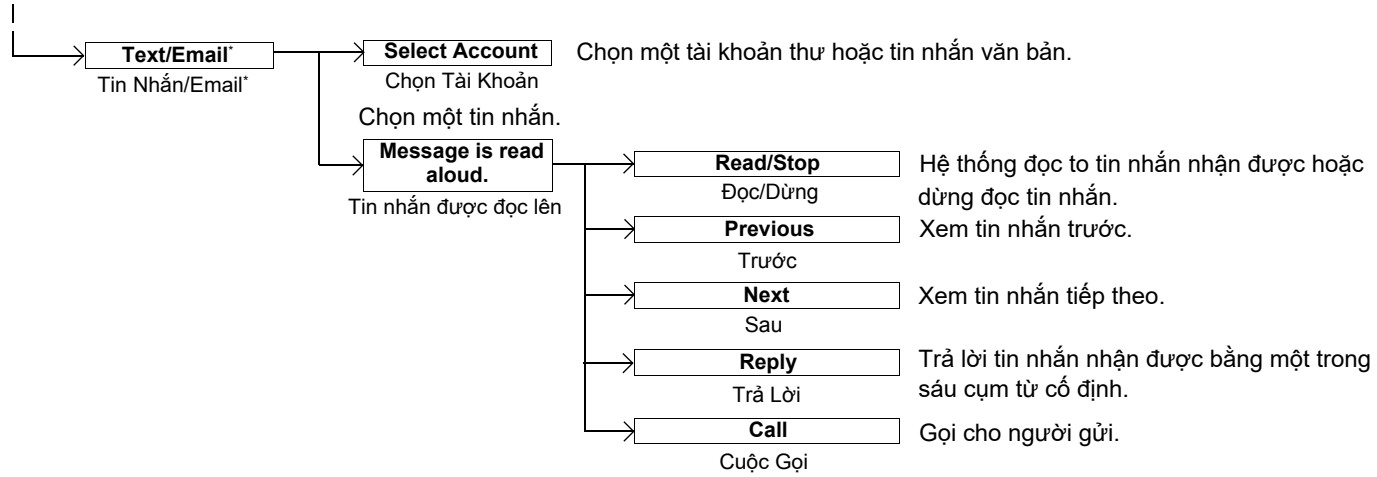 Text/Email*
Tin Nhắn/Email*
Select Account
Chọn Tài Khoản
Chọn một tài khoản thư hoặc tin nhắn văn bản.
Chọn một tin nhắn.
Message is read
aloud.
Tin nhắn được đọc lên
Read/Stop
Đọc/Dừng
Hệ thống đọc to tin nhắn nhận được hoặc
dừng đọc tin nhắn.
Previous
Trước
Xem tin nhắn trước.
Next
Sau
Xem tin nhắn tiếp theo.
Reply
Trả Lời
Trả lời tin nhắn nhận được bằng một trong
sáu cụm từ cố định.
Call
Cuộc Gọi
Gọi cho người gửi.